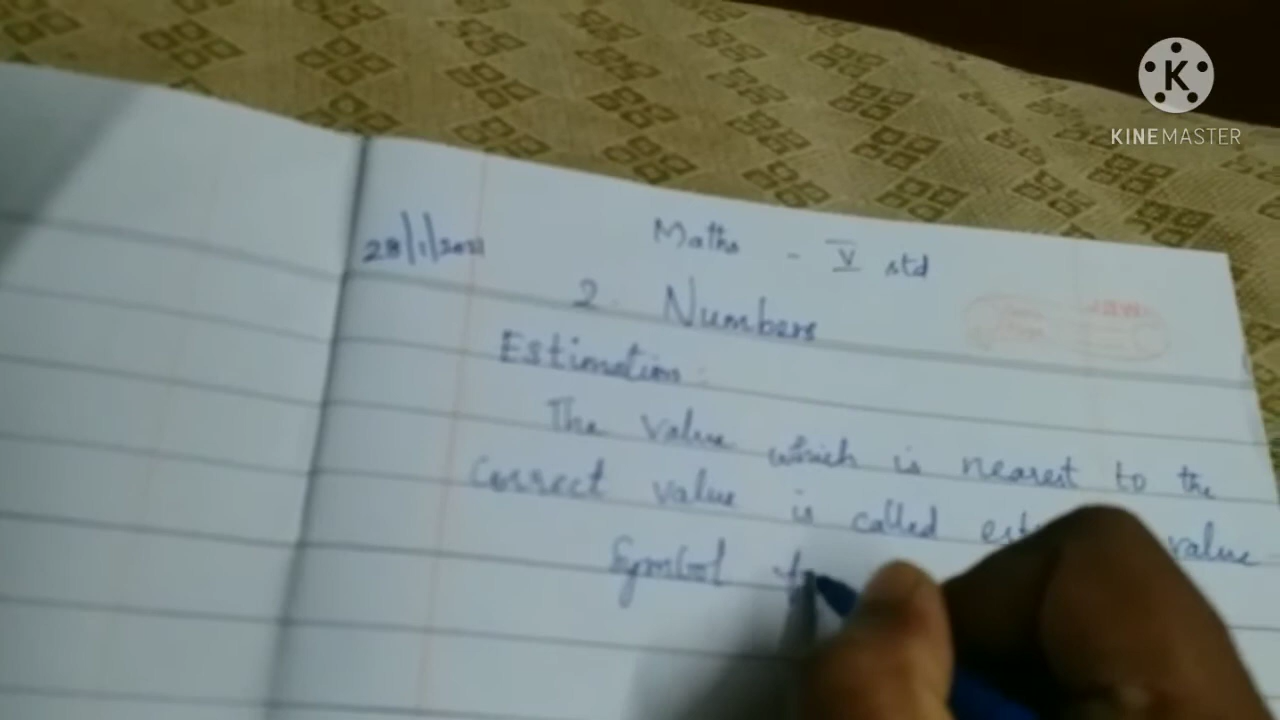 KINEMASTER
28/1/2021 Maths - V std
2. Numbers
Estimation:
The value which is nearest to the
correct value is called value
Symbol